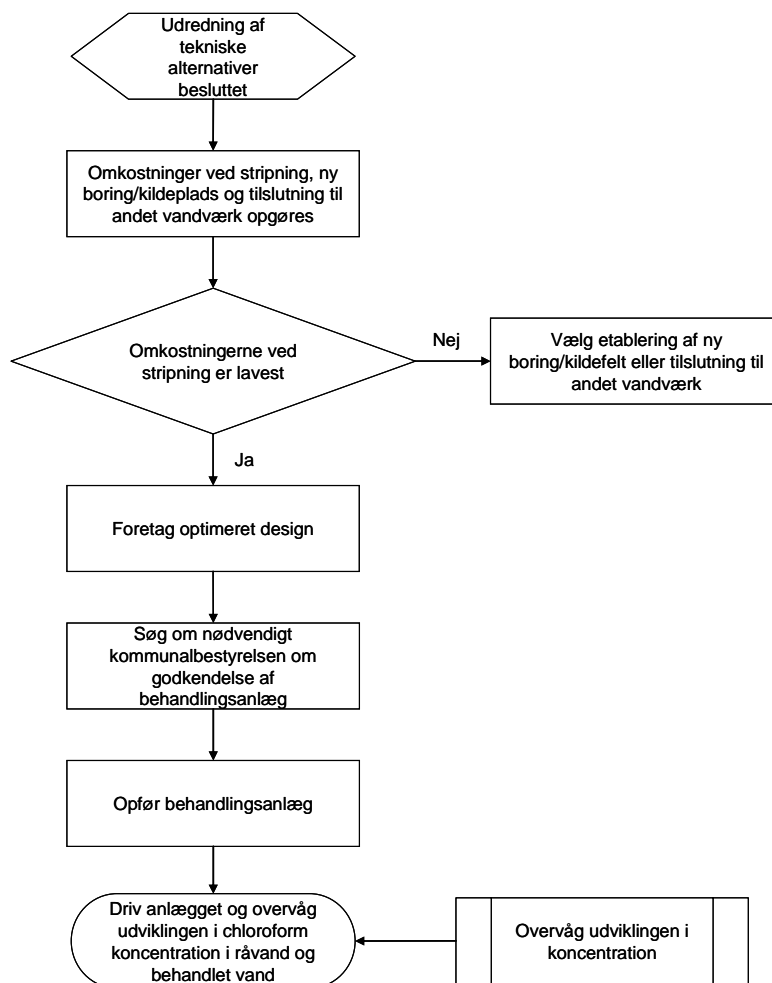 Udredning af
tekniske
alternativer
besluttet
Omkostninger ved stripning, ny
boring/kildeplads og tilslutning til
andet vandværk opgøres
Omkostningerne ved
stripning er lavest
Nej
Vælg etablering af ny
boring/kildefelt eller tilslutning til
andet vandværk
Ja
Foretag optimeret design
Søg om nødvendigt
kommunalbestyrelsen om
godkendelse af
behandlingsanlæg
Opfør behandlingsanlæg
Driv anlægget og overvåg
udviklingen i chloroform
koncentration i råvand og
behandlet vand
Overvåg udviklingen i
koncentration